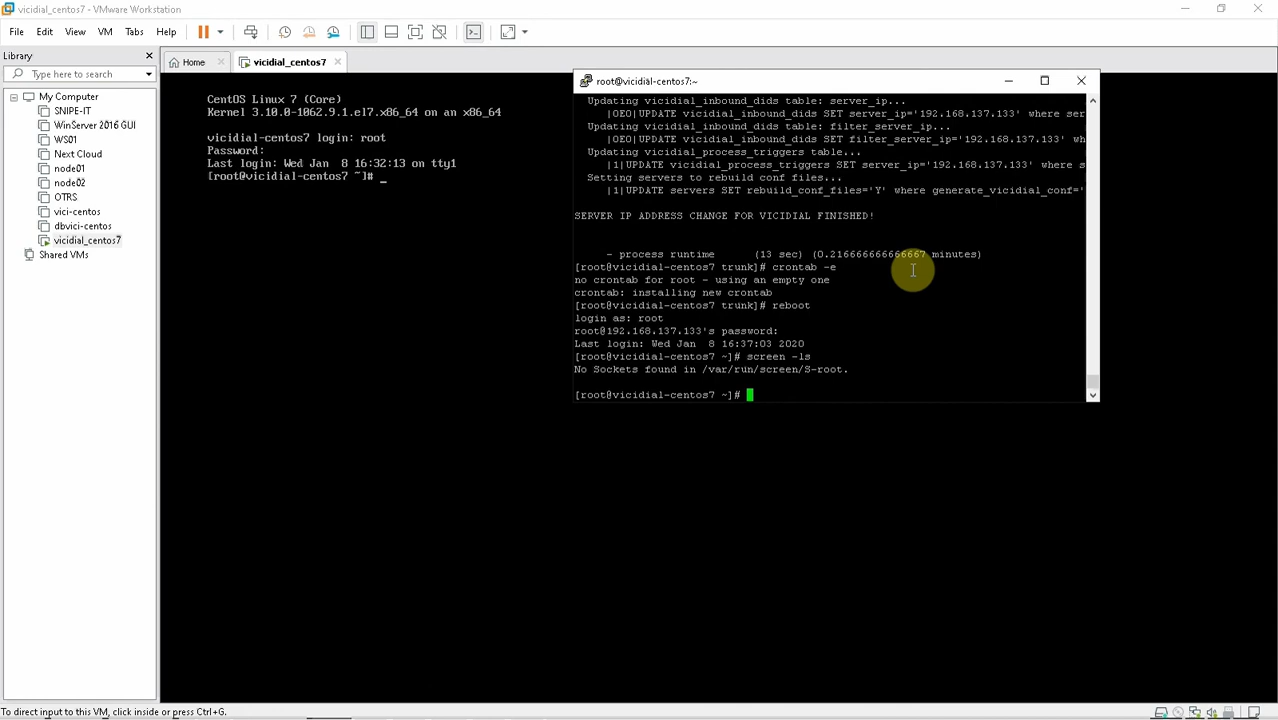 vicidial_centos7 - VMware Workstation
File Edit View VM Tabs Help
Library
Type here to search
My Computer
SNIPE-IT
WinServer 2016 GUI
WS01
Next Cloud
node01
node02
OTRS
vici-centos
dbvici-centos
vicidial_centos7
Shared VMs
Home
vicidial_centos7
CentOS Linux 7 (Core)
Kernel 3.10.0-1062.9.1.el7.x86_64 on an x86_64
vicidial-centos7 login: root
Password:
Last login: Wed Jan  8 16:32:13 on tty1
[root@vicidial-centos7 ~]# _
root@vicidial-centos7:~
Updating vicidial_inbound_dids table: server_ip...
|OEO|UPDATE vicidial_inbound_dids SET server_ip='192.168.137.133' where ser
Updating vicidial_inbound_dids table: filter_server_ip...
|OEO|UPDATE vicidial_inbound_dids SET filter_server_ip='192.168.137.133' wh
Updating vicidial_process_triggers table...
|1|UPDATE vicidial_process_triggers SET server_ip='192.168.137.133' where s
Setting servers to rebuild conf files...
|1|UPDATE servers SET rebuild_conf_files='Y' where generate_vicidial_conf='
SERVER IP ADDRESS CHANGE FOR VICIDIAL FINISHED!
- process runtime     (13 sec) (0.216666666666667 minutes)
[root@vicidial-centos7 trunk]# crontab -e
no crontab for root - using an empty one
crontab: installing new crontab
[root@vicidial-centos7 trunk]# reboot
login as: root
root@192.168.137.133's password:
Last login: Wed Jan  8 16:37:03 2020
[root@vicidial-centos7 ~]# screen -ls
No Sockets found in /var/run/screen/S-root.
[root@vicidial-centos7 ~]#
To direct input to this VM, click inside or press Ctrl+G.